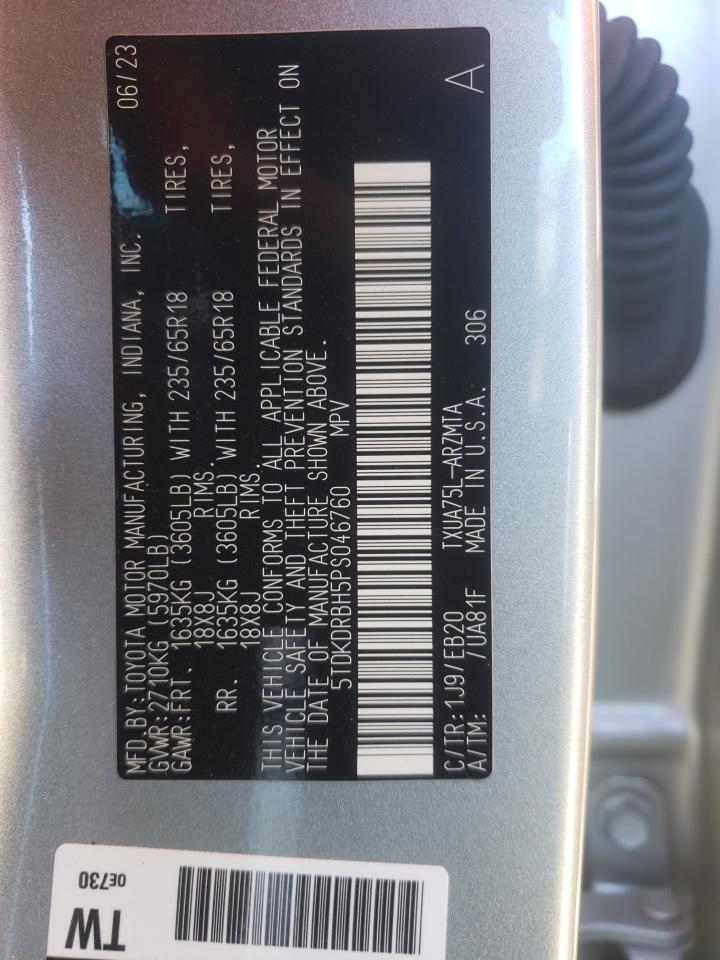 MFD.BY:TOYOTA MOTOR MANUFACTURING, INDIANA, INC. 06/23
GVWR:2710KG (5970LB)
GAWR:FRT. 1635KG (3605LB) WITH 235/65R18 TIRES,
18X8J RIMS.
RR. 1635KG (3605LB) WITH 235/65R18 TIRES,
18X8J RIMS.
THIS VEHICLE CONFORMS TO ALL APPLICABLE FEDERAL MOTOR
VEHICLE SAFETY AND THEFT PREVENTION STANDARDS IN EFFECT ON
THE DATE OF MANUFACTURE SHOWN ABOVE.
5TDKDRBH5PS046760 MPV
C/TR:1J9/EB20 TXUA75L-ARZMTA A
A/TM: /UA81F MADE IN U.S.A. 306
TW
0E730